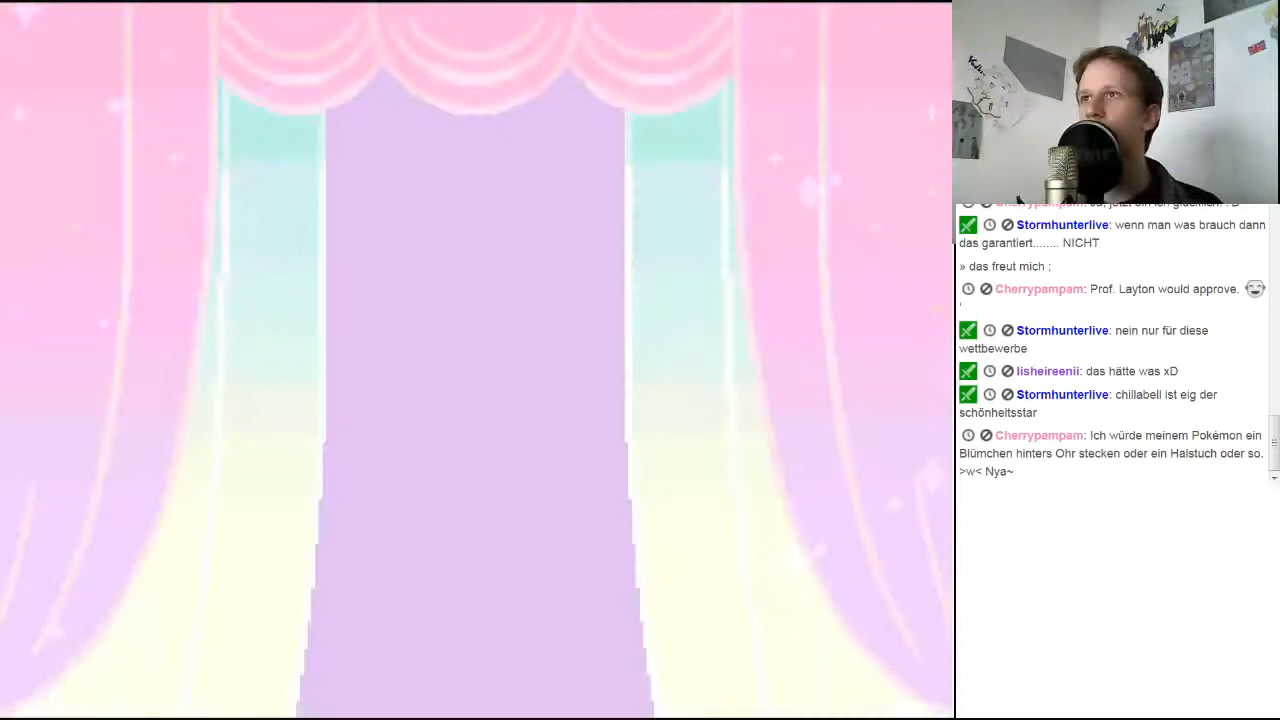 Stormhunterlive: wenn man was brauch dann
das garantiert........ NICHT
» das freut mich ;
Cherrypampam: Prof. Layton would approve.
'
Stormhunterlive: nein nur für diese
wettbewerbe
lisheireenii: das hätte was xD
Stormhunterlive: chillabell ist eig der
schönheitsstar
Cherrypampam: Ich würde meinem Pokémon ein
Blümchen hinters Ohr stecken oder ein Halstuch oder so.
>w< Nya~